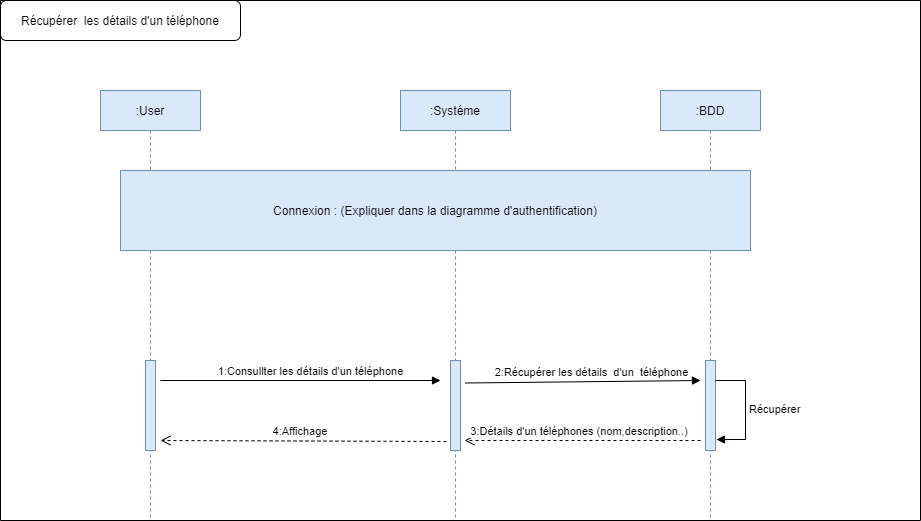 Récupérer les détails d'un téléphone
:User
:Systéme
:BDD
Connexion : (Expliquer dans la diagramme d'authentification)
1:Consullter les détails d'un téléphone
2:Récupérer les détails d'un téléphone
Récupérer
4:Affichage
3:Détails d'un téléphones (nom,description..)